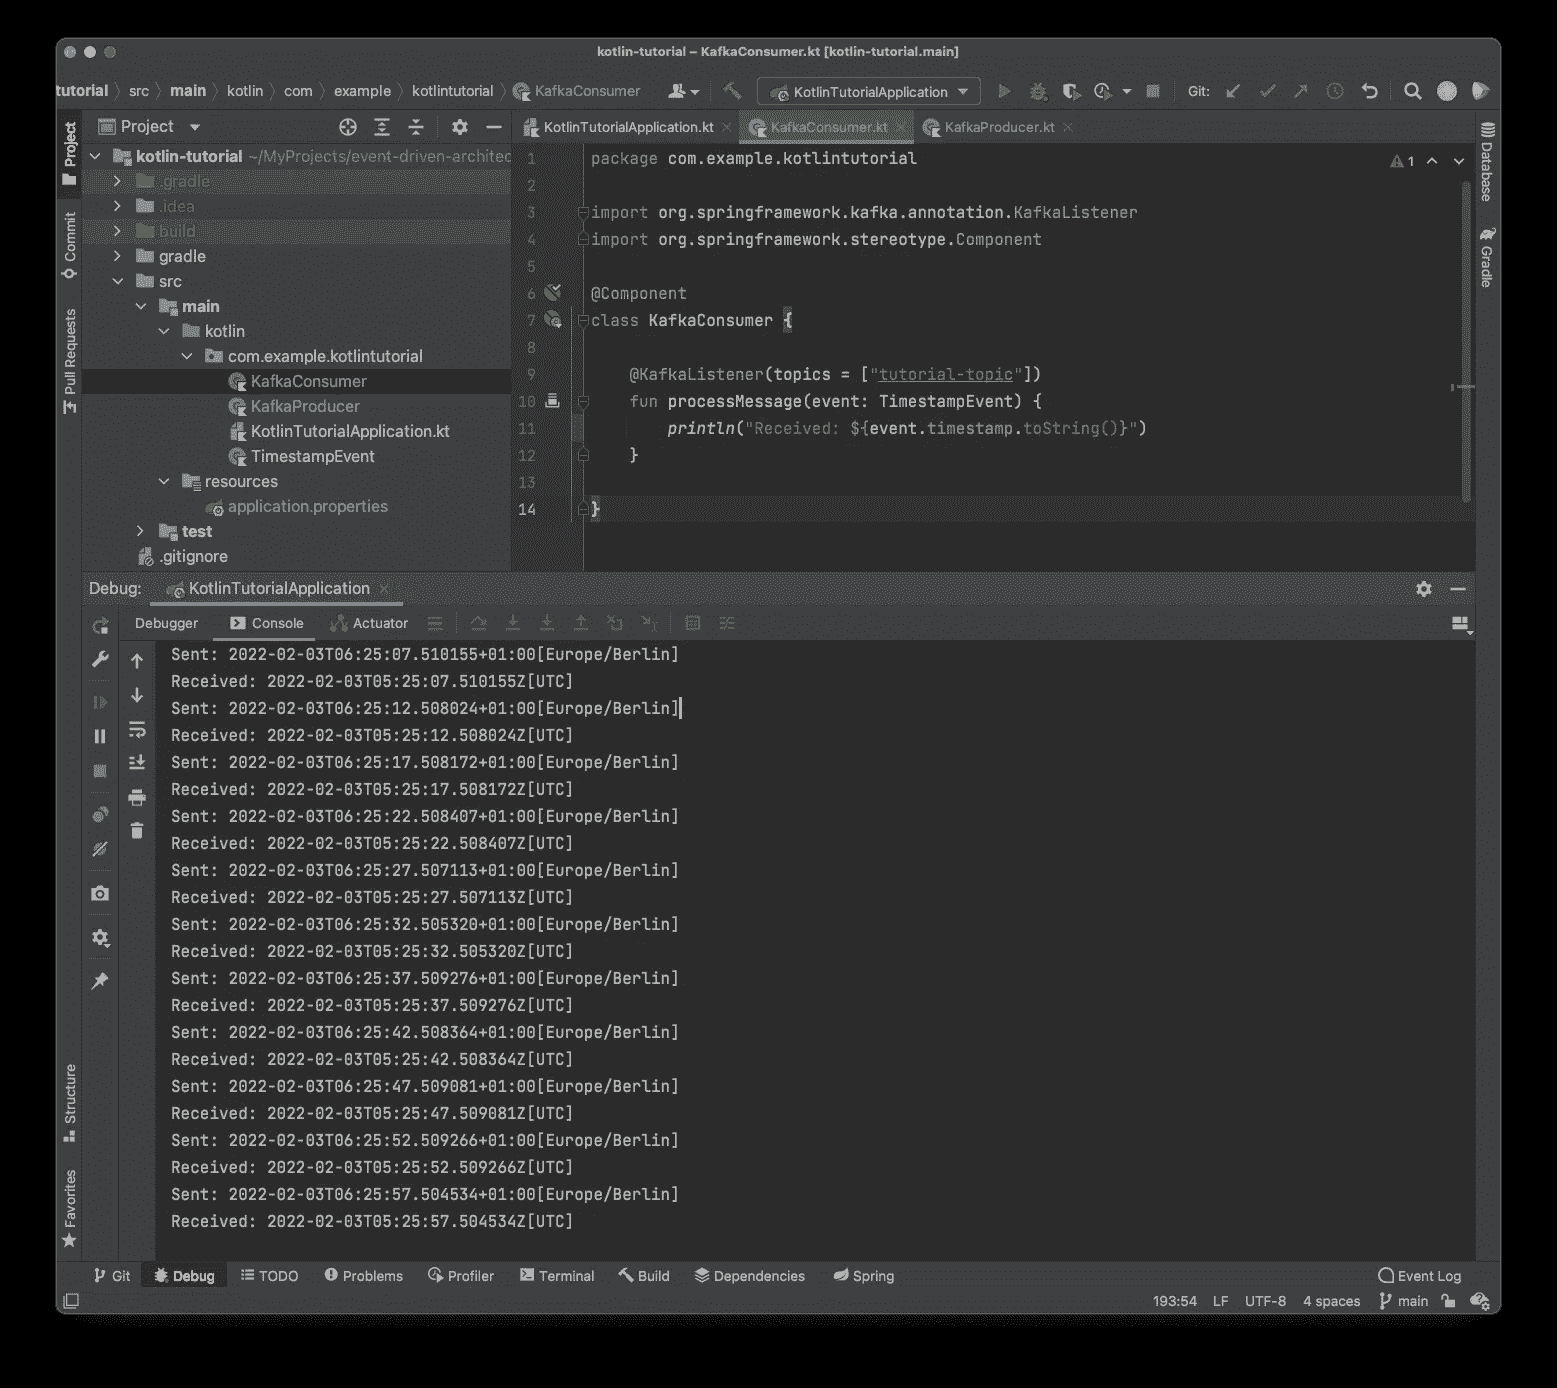 kotlin-tutorial – KafkaConsumer.kt [kotlin-tutorial.main]
tutorial src main kotlin com example kotlintutorial KafkaConsumer KotlinTutorialApplication Git:
Project
KotlinTutorialApplication.kt KafkaConsumer.kt KafkaProducer.kt
Project
Commit
Pull Requests
Structure
Favorites
kotlin-tutorial ~/MyProjects/event-driven-architec
.gradle
.idea
build
gradle
src
main
kotlin
com.example.kotlintutorial
KafkaConsumer
KafkaProducer
KotlinTutorialApplication.kt
TimestampEvent
resources
application.properties
test
.gitignore
1 package com.example.kotlintutorial
1
2
3 import org.springframework.kafka.annotation.KafkaListener
4 import org.springframework.stereotype.Component
5
6 @Component
7 class KafkaConsumer {
8
9 @KafkaListener(topics = ["tutorial-topic"])
10 fun processMessage(event: TimestampEvent) {
11 println("Received: ${event.timestamp.toString()}")
12 }
13
14 }
Database
Gradle
Debug: KotlinTutorialApplication
Debugger Console Actuator
Sent: 2022-02-03T06:25:07.510155+01:00[Europe/Berlin]
Received: 2022-02-03T05:25:07.510155Z[UTC]
Sent: 2022-02-03T06:25:12.508024+01:00[Europe/Berlin]
Received: 2022-02-03T05:25:12.508024Z[UTC]
Sent: 2022-02-03T06:25:17.508172+01:00[Europe/Berlin]
Received: 2022-02-03T05:25:17.508172Z[UTC]
Sent: 2022-02-03T06:25:22.508407+01:00[Europe/Berlin]
Received: 2022-02-03T05:25:22.508407Z[UTC]
Sent: 2022-02-03T06:25:27.507113+01:00[Europe/Berlin]
Received: 2022-02-03T05:25:27.507113Z[UTC]
Sent: 2022-02-03T06:25:32.505320+01:00[Europe/Berlin]
Received: 2022-02-03T05:25:32.505320Z[UTC]
Sent: 2022-02-03T06:25:37.509276+01:00[Europe/Berlin]
Received: 2022-02-03T05:25:37.509276Z[UTC]
Sent: 2022-02-03T06:25:42.508364+01:00[Europe/Berlin]
Received: 2022-02-03T05:25:42.508364Z[UTC]
Sent: 2022-02-03T06:25:47.509081+01:00[Europe/Berlin]
Received: 2022-02-03T05:25:47.509081Z[UTC]
Sent: 2022-02-03T06:25:52.509266+01:00[Europe/Berlin]
Received: 2022-02-03T05:25:52.509266Z[UTC]
Sent: 2022-02-03T06:25:57.504534+01:00[Europe/Berlin]
Received: 2022-02-03T05:25:57.504534Z[UTC]
Git Debug TODO Problems Profiler Terminal Build Dependencies Spring Event Log
193:54 LF UTF-8 4 spaces main